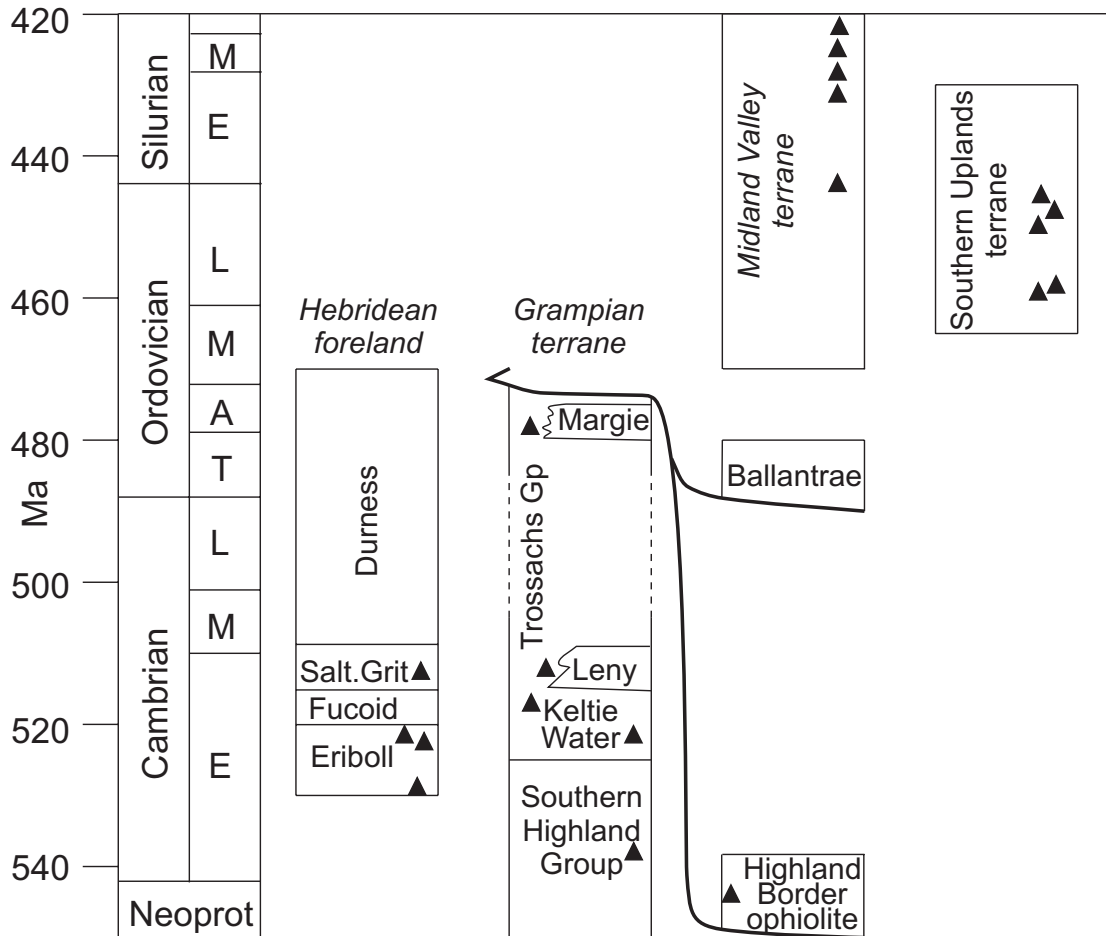 420
440
460
480
500
520
540
Ma
Silurian
M
E
Ordovician
L
M
A
T
Cambrian
L
M
E
Neoprot
Hebridean
foreland
Durness
Salt.Grit
Fucoid
Eriboll
Grampian
terrane
Margie
Trossachs Gp
Leny
Keltie
Water
Southern
Highland
Group
Midland Valley
terrane
Ballantrae
Highland
Border
ophiolite
Southern Uplands
terrane